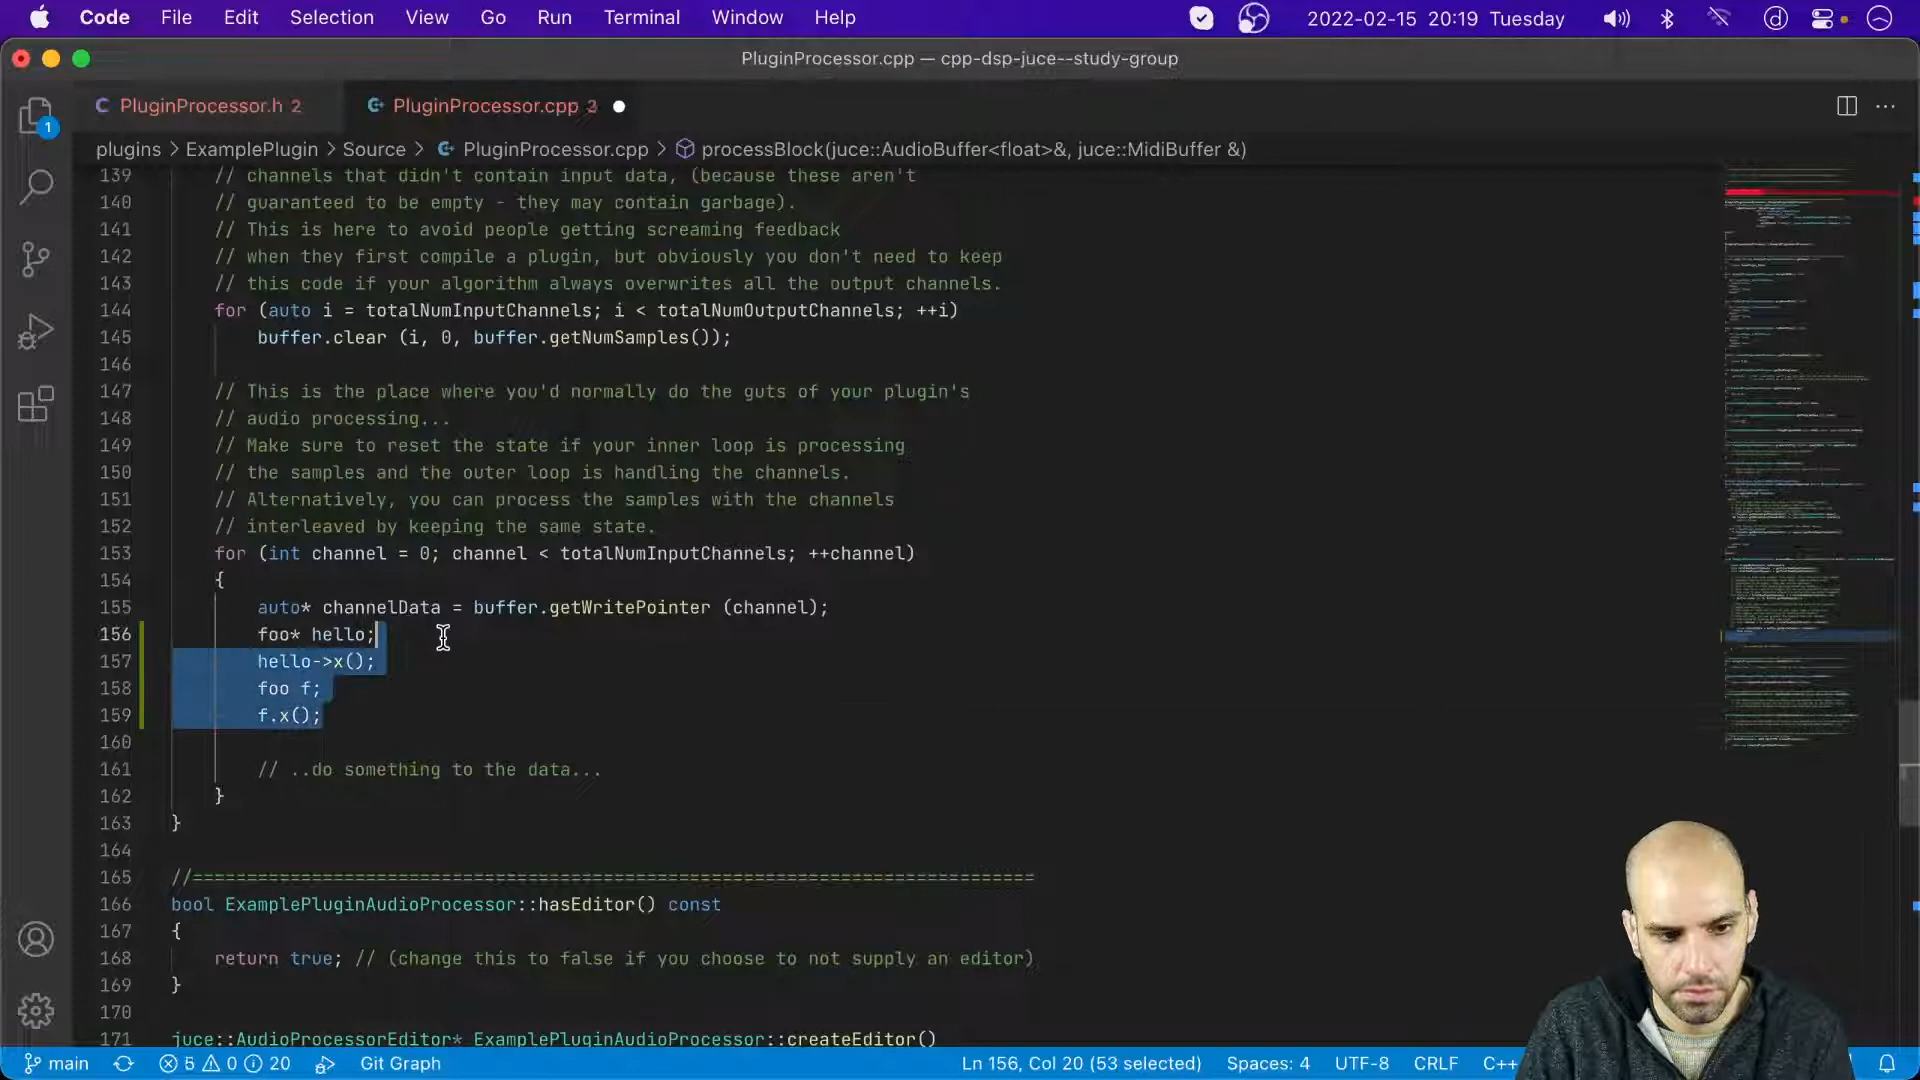 Code File Edit Selection View Go Run Terminal Window Help 2022-02-15 20:19 Tuesday
PluginProcessor.cpp — cpp-dsp-juce--study-group
PluginProcessor.h 2 PluginProcessor.cpp 2
plugins > ExamplePlugin > Source > PluginProcessor.cpp > processBlock(juce::AudioBuffer<float>&, juce::MidiBuffer &)
1
139 // channels that didn't contain input data, (because these aren't
140 // guaranteed to be empty - they may contain garbage).
141 // This is here to avoid people getting screaming feedback
142 // when they first compile a plugin, but obviously you don't need to keep
143 // this code if your algorithm always overwrites all the output channels.
144 for (auto i = totalNumInputChannels; i < totalNumOutputChannels; ++i)
145 buffer.clear (i, 0, buffer.getNumSamples());
146
147 // This is the place where you'd normally do the guts of your plugin's
148 // audio processing...
149 // Make sure to reset the state if your inner loop is processing
150 // the samples and the outer loop is handling the channels.
151 // Alternatively, you can process the samples with the channels
152 // interleaved by keeping the same state.
153 for (int channel = 0; channel < totalNumInputChannels; ++channel)
154 {
155 auto* channelData = buffer.getWritePointer (channel);
156 foo* hello;
157 hello->x();
158 foo f;
159 f.x();
160
161 // ..do something to the data...
162 }
163 }
164
165 //==============================================================================
166 bool ExamplePluginAudioProcessor::hasEditor() const
167 {
168 return true; // (change this to false if you choose to not supply an editor)
169 }
170
171 juce::AudioProcessorEditor* ExamplePluginAudioProcessor::createEditor()
main 5 0 20 Git Graph Ln 156, Col 20 (53 selected) Spaces: 4 UTF-8 CRLF C++